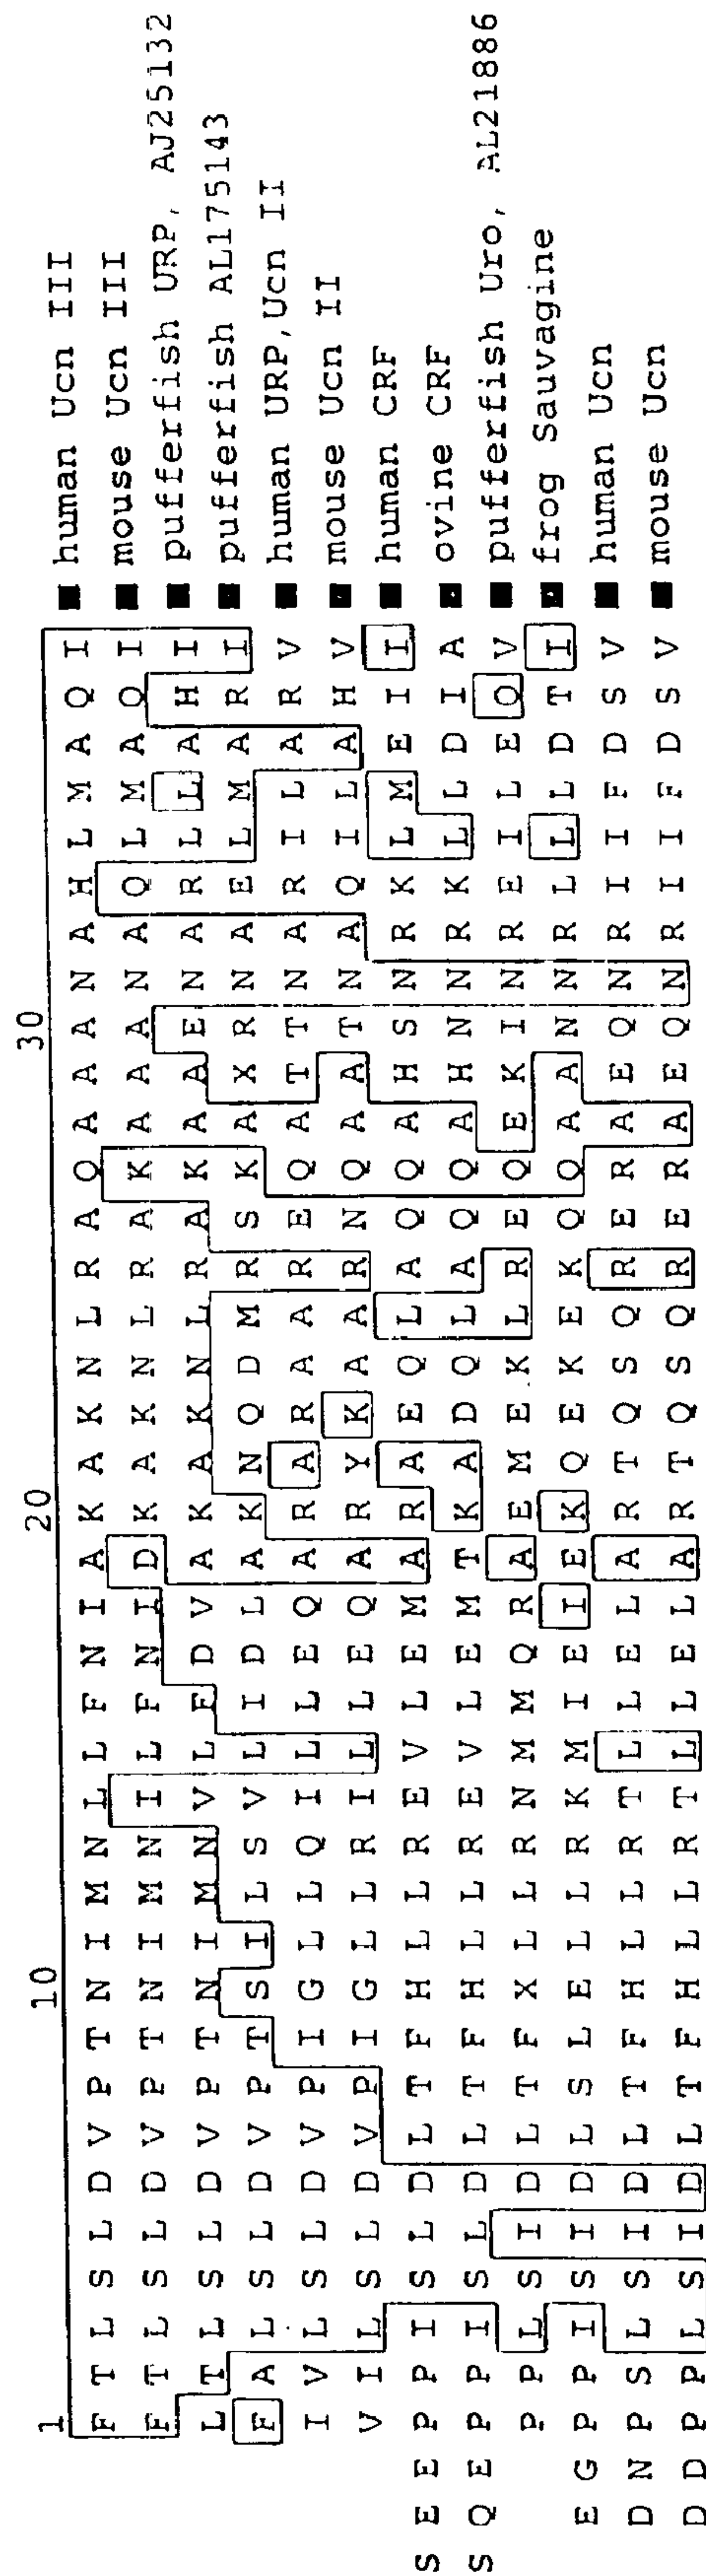 1 10 20 30
F T L S L D V P T N I M N L L F N I A K A K N L R A Q A A A N A H L M A Q I ■ human Ucn III
F T L S L D V P T N I M N I L F N I D K A K N L R A K A A A N A Q L M A Q I ■ mouse Ucn III
L T L S L D V P T N I M N V L F D V A K A K N L R A K A A E N A R L L A H I ■ pufferfish URP, AJ25132
F A L S L D V P T S I L S V L I D L A K N Q D M R S K A X R N A E L M A R I ■ pufferfish AL175143
I V L S L D V P I G L L Q I L L E Q A R A R A A R E Q A T T N A R I L A R V ■ human URP, Ucn II
V I L S L D V P I G L L R I L L E Q A R Y K A A R N Q A A T N A Q I L A H V ■ mouse Ucn II
S E E P P I S L D L T F H L L R E V L E M A R A E Q L A Q Q A H S N R K L M E I I ■ human CRF
S Q E P P I S L D L T F H L L R E V L E M T K A D Q L A Q Q A H N N R K L L D I A ■ ovine CRF
P P L S I D L T F X L L R N M M Q R A E M E K L R E Q E K I N R E I L E Q V ■ pufferfish Uro, AL21886
E G P P I S I D L S L E L L R K M I E I E K Q E K E K Q Q A A N N R L L L D T I ■ frog Sauvagine
D N P S L S I D L T F H L L R T L L E L A R T Q S Q R E R A E Q N R I I F D S V ■ human Ucn
D D P P L S I D L T F H L L R T L L E L A R T Q S Q R E R A E Q N R I I F D S V ■ mouse Ucn